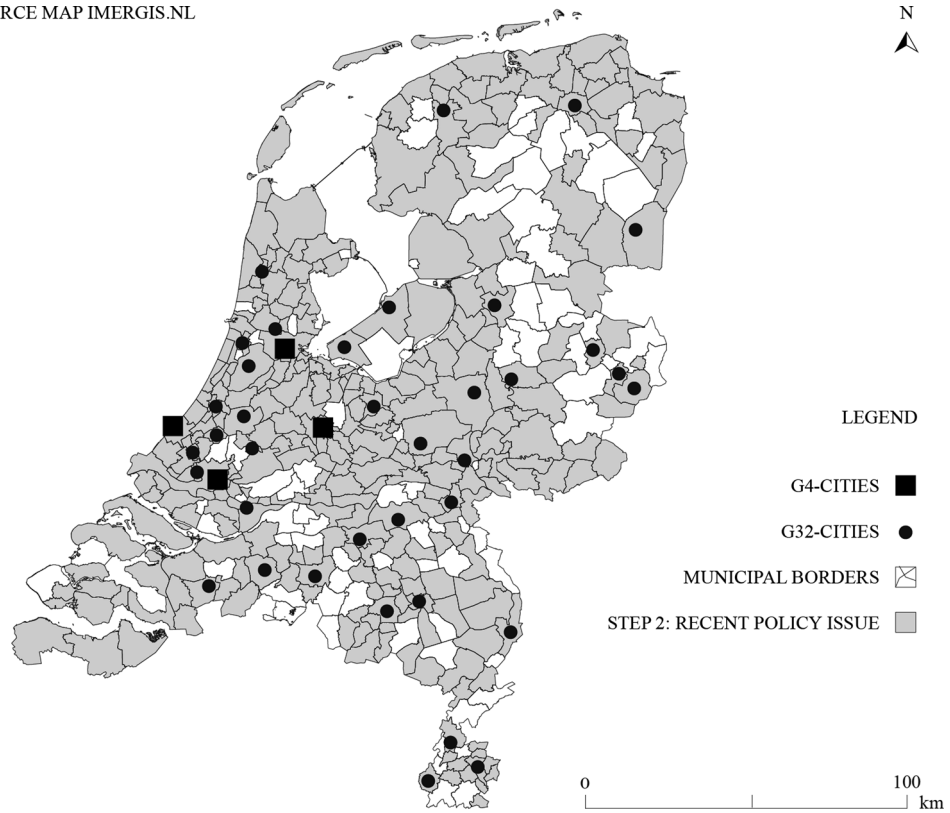 RCE MAP IMERGIS.NL
N
LEGEND
G4-CITIES
G32-CITIES
MUNICIPAL BORDERS
STEP 2: RECENT POLICY ISSUE
0 100
km